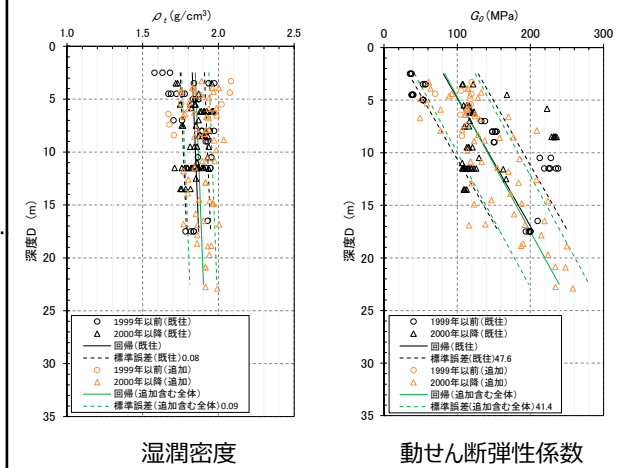 ρt(g/cm³)
1.0 1.5 2.0 2.5
0
5
10
15
20
25
30
35
深度D (m)
1999年以前(既往)
2000年以降(既往)
回帰(既往)
標準誤差(既往)0.08
1999年以前(追加)
2000年以降(追加)
回帰(追加含む全体)
標準誤差(追加含む全体)0.09
湿潤密度
G0(MPa)
0 100 200 300
0
5
10
15
20
25
30
35
深度D (m)
1999年以前(既往)
2000年以降(既往)
回帰(既往)
標準誤差(既往)47.6
1999年以前(追加)
2000年以降(追加)
回帰(追加含む全体)
標準誤差(追加含む全体)41.4
動せん断弾性係数